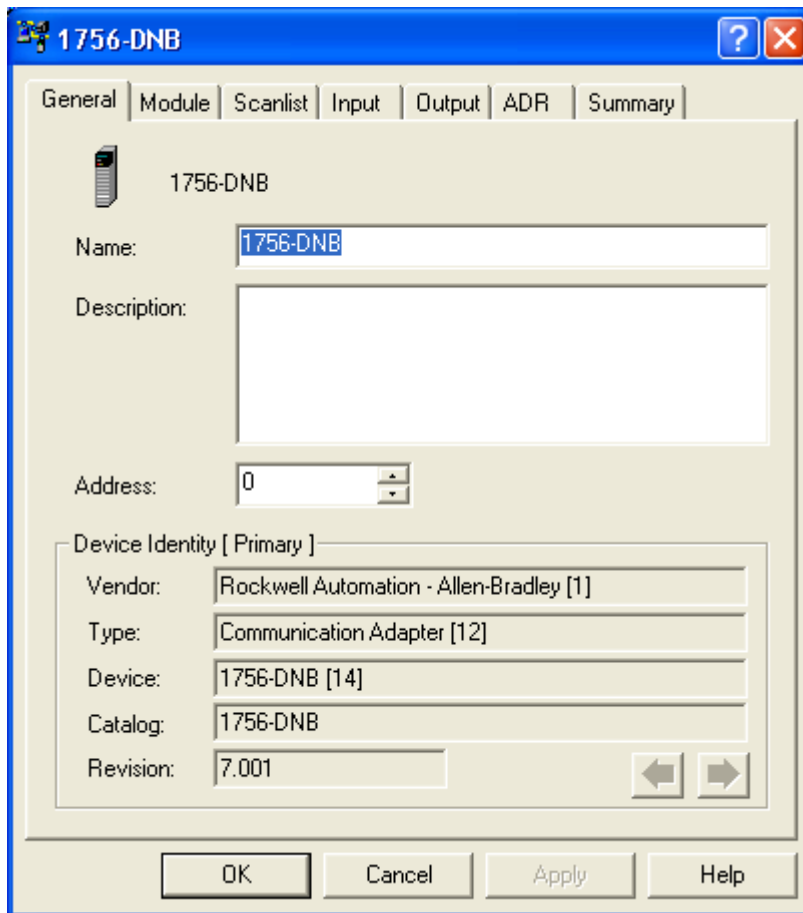 1756-DNB
General Module Scanlist Input Output ADR Summary
1756-DNB
Name: 1756-DNB
Description:
Address: 0
Device Identity [ Primary ]
Vendor: Rockwell Automation - Allen-Bradley [1]
Type: Communication Adapter [12]
Device: 1756-DNB [14]
Catalog: 1756-DNB
Revision: 7.001
OK Cancel Apply Help